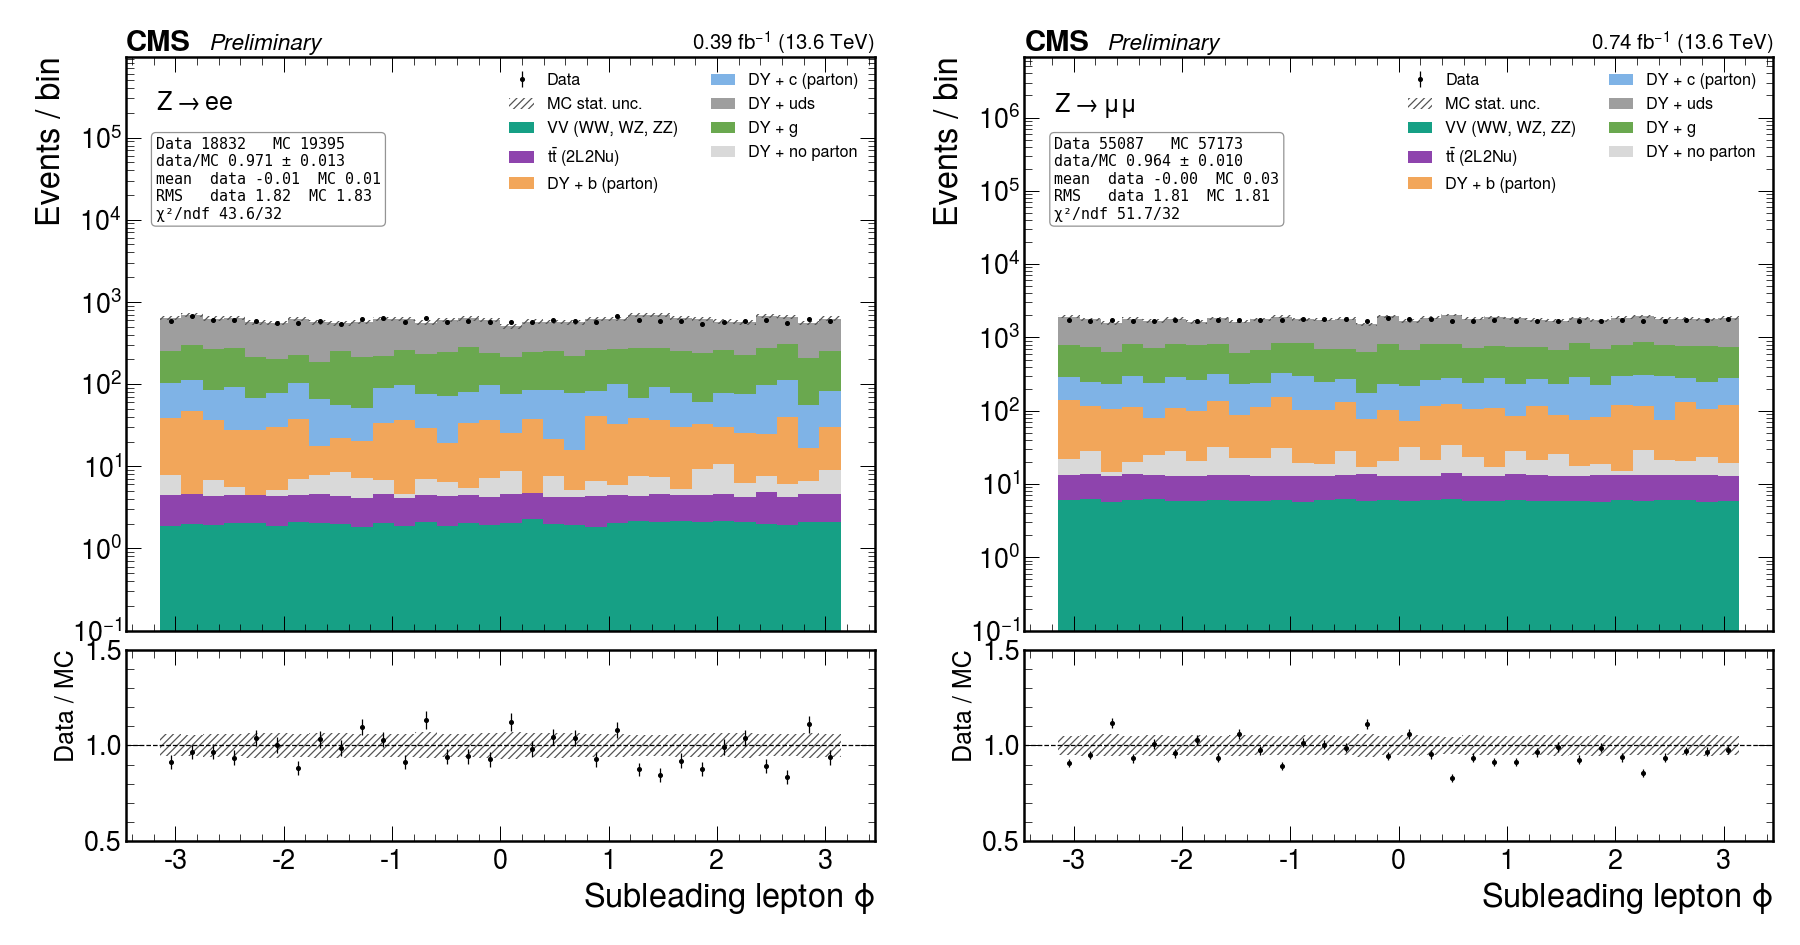 CMS Preliminary 0.39 fb⁻¹ (13.6 TeV)
Events / bin
Z → ee
Data 18832 MC 19395
data/MC 0.971 ± 0.013
mean data -0.01 MC 0.01
RMS data 1.82 MC 1.83
χ²/ndf 43.6/32
Data
MC stat. unc.
VV (WW, WZ, ZZ)
tt̄ (2L2Nu)
DY + b (parton)
DY + c (parton)
DY + uds
DY + g
DY + no parton
10⁵
10⁴
10³
10²
10¹
10⁰
10⁻¹
Data / MC
1.5
1.0
0.5
-3 -2 -1 0 1 2 3
Subleading lepton ϕ
CMS Preliminary 0.74 fb⁻¹ (13.6 TeV)
Events / bin
Z → μμ
Data 55087 MC 57173
data/MC 0.964 ± 0.010
mean data -0.00 MC 0.03
RMS data 1.81 MC 1.81
χ²/ndf 51.7/32
Data
MC stat. unc.
VV (WW, WZ, ZZ)
tt̄ (2L2Nu)
DY + b (parton)
DY + c (parton)
DY + uds
DY + g
DY + no parton
10⁶
10⁵
10⁴
10³
10²
10¹
10⁰
10⁻¹
Data / MC
1.5
1.0
0.5
-3 -2 -1 0 1 2 3
Subleading lepton ϕ